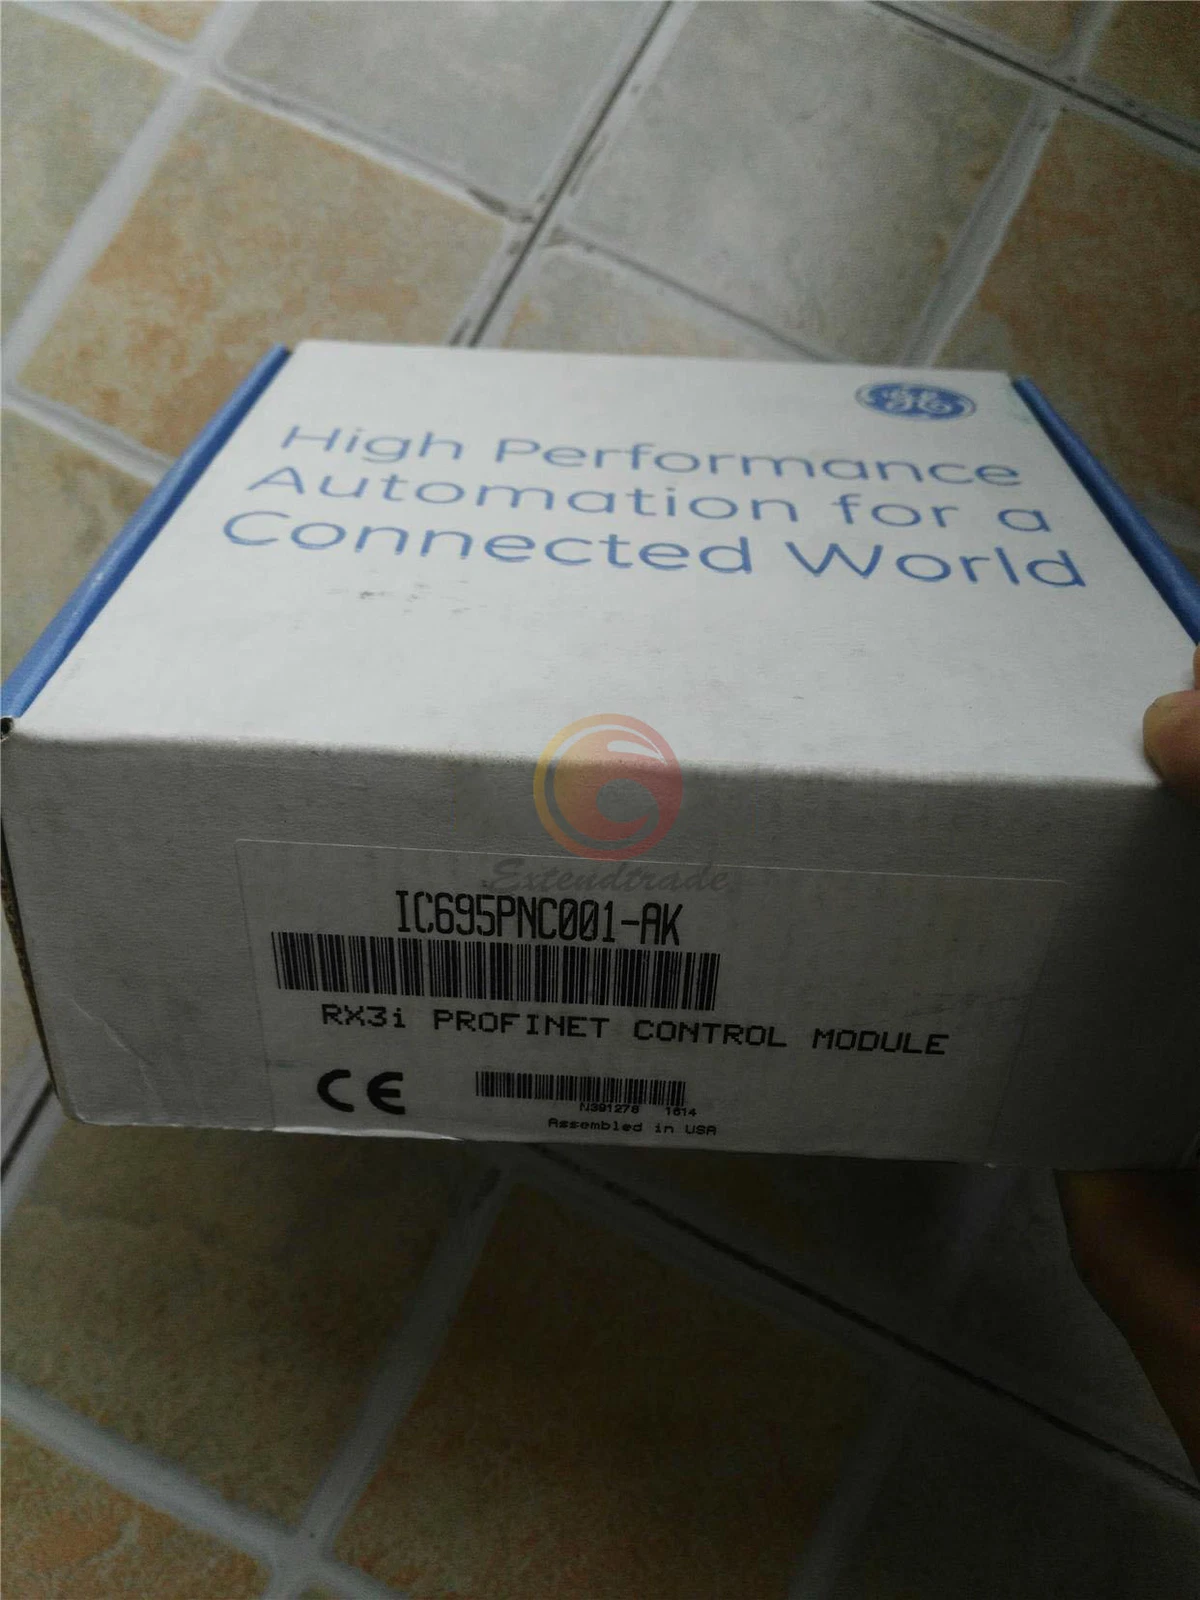 GE
High Performance
Automation for a
Connected World
Extendtrade
IC695PNC001-AK
RX3i PROFINET CONTROL MODULE
CE
N391278 1614
Assembled in USA